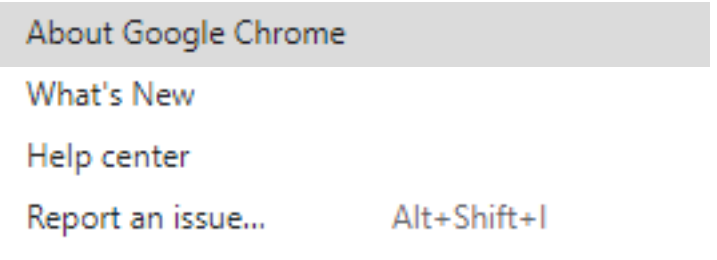 About Google Chrome
What's New
Help center
Report an issue... Alt+Shift+I